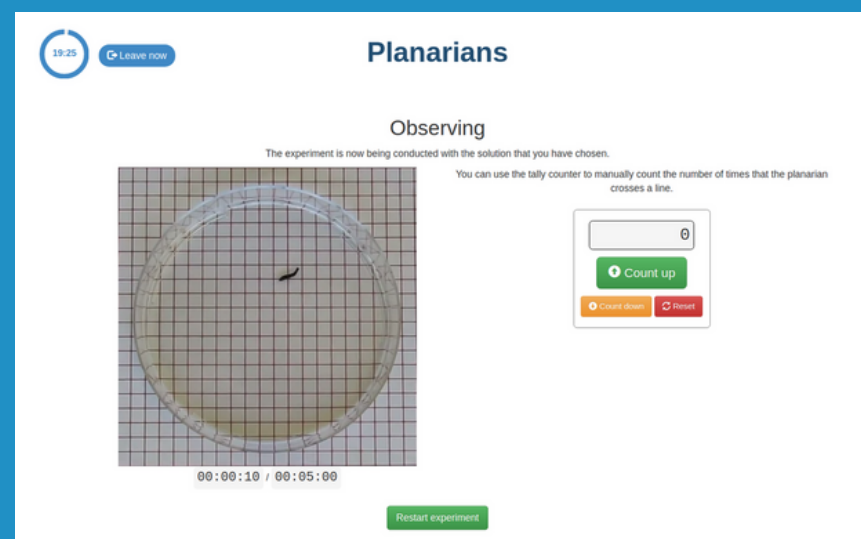 19:25
Leave now
Planarians
Observing
The experiment is now being conducted with the solution that you have chosen.
You can use the tally counter to manually count the number of times that the planarian
crosses a line.
0
Count up
Count down
Reset
00:00:10 / 00:05:00
Restart experiment